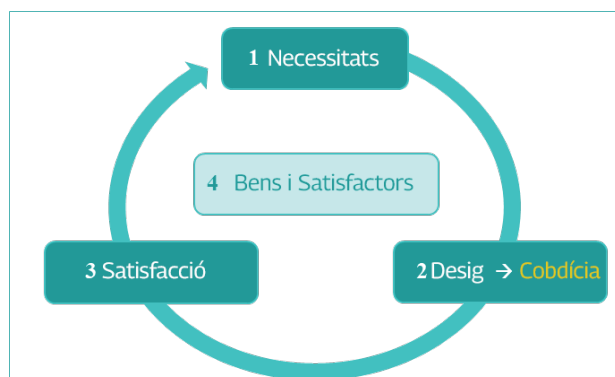 1 Necessitats
4 Bens i Satisfactors
3 Satisfacció
2 Desig → Cobdícia